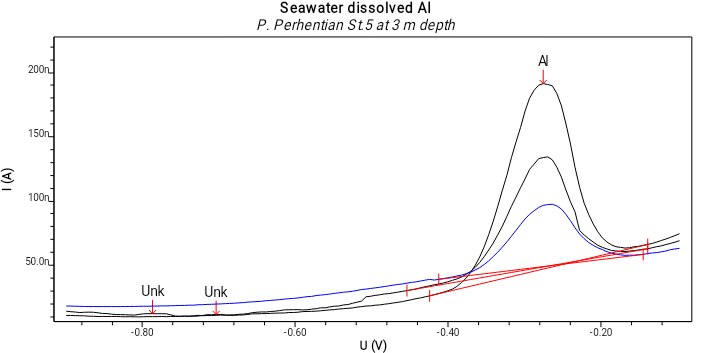 Seawater dissolved Al
P. Perhentian St.5 at 3 m depth
Al
200n
150n
I (A)
100n
50.0n
Unk
Unk
-0.80
-0.60
-0.40
-0.20
U (V)